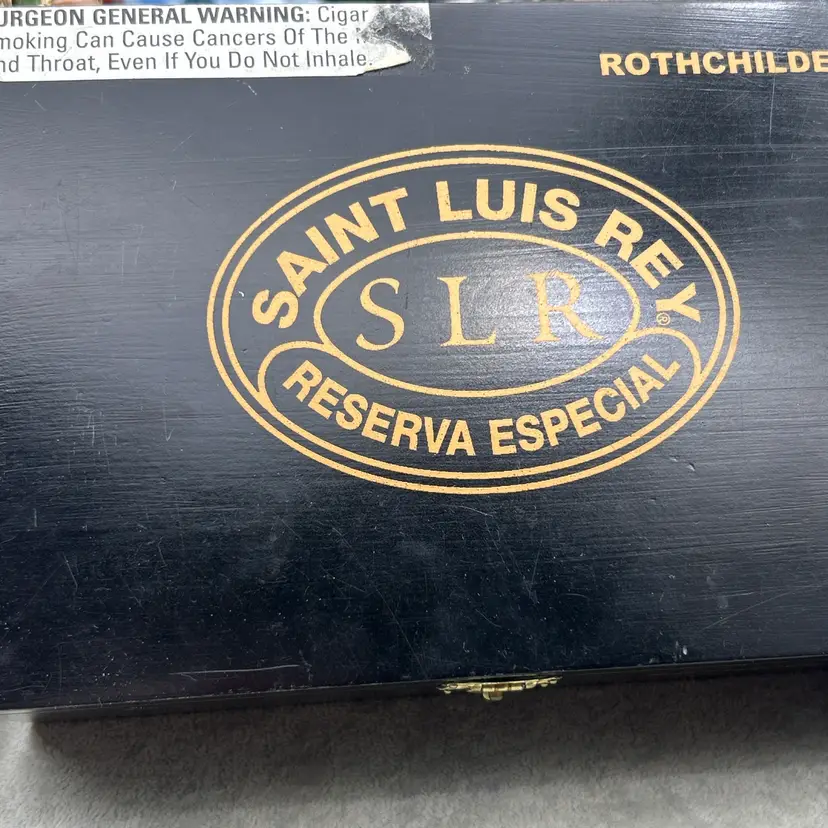 URGEON GENERAL WARNING: Cigar
moking Can Cause Cancers Of The
nd Throat, Even If You Do Not Inhale.
ROTHCHILDE
SAINT LUIS REY®
SLR
RESERVA ESPECIAL